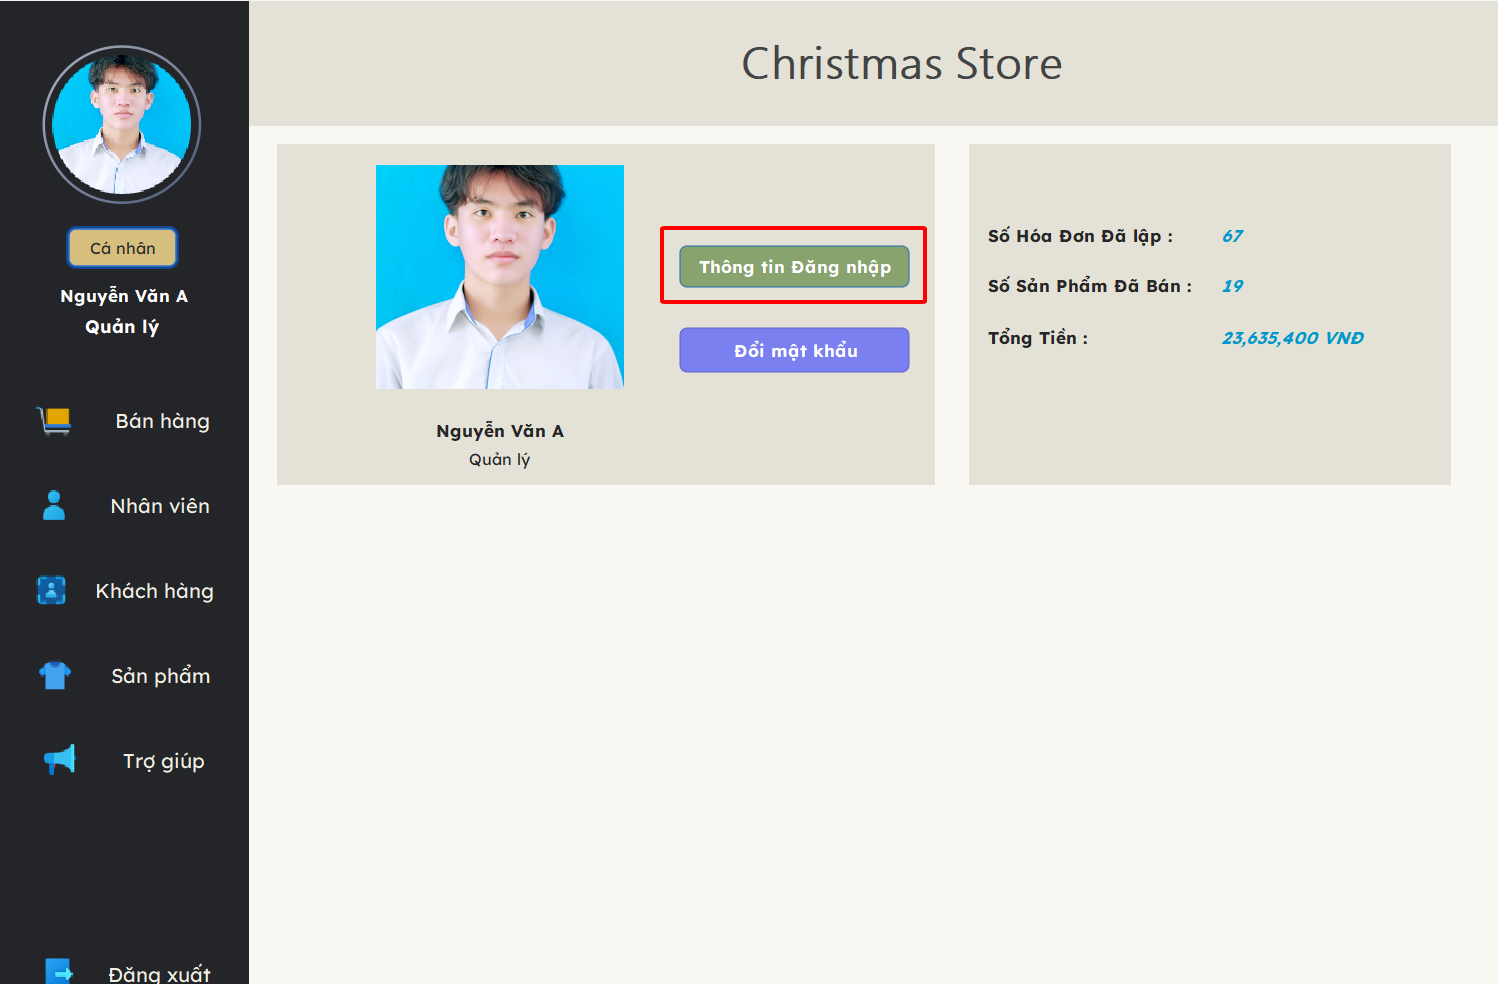 Christmas Store
Cá nhân
Nguyễn Văn A
Quản lý
Bán hàng
Nhân viên
Khách hàng
Sản phẩm
Trợ giúp
Đăng xuất
Thông tin Đăng nhập
Đổi mật khẩu
Nguyễn Văn A
Quản lý
Số Hóa Đơn Đã lập : 67
Số Sản Phẩm Đã Bán : 19
Tổng Tiền : 23,635,400 VNĐ